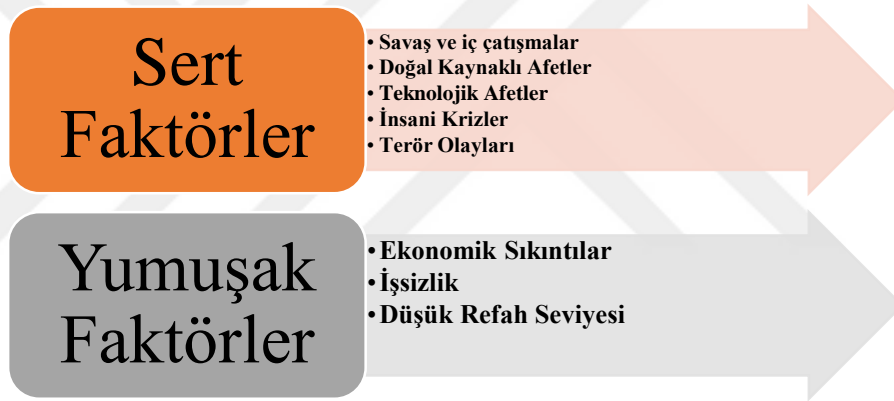 Sert
Faktörler
• Savaş ve iç çatışmalar
• Doğal Kaynaklı Afetler
• Teknolojik Afetler
• İnsani Krizler
• Terör Olayları
Yumuşak
Faktörler
• Ekonomik Sıkıntılar
• İşsizlik
• Düşük Refah Seviyesi